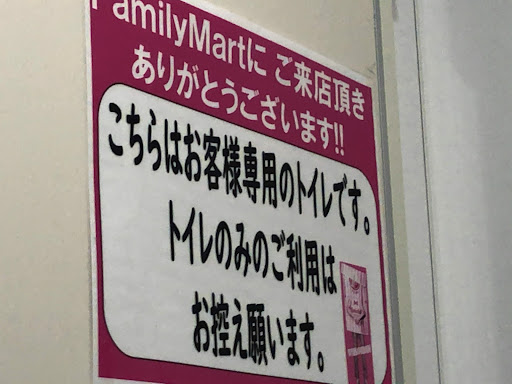 FamilyMartに ご来店頂き
ありがとうございます!!
こちらはお客様専用のトイレです。
トイレのみのご利用は
お控え願います。